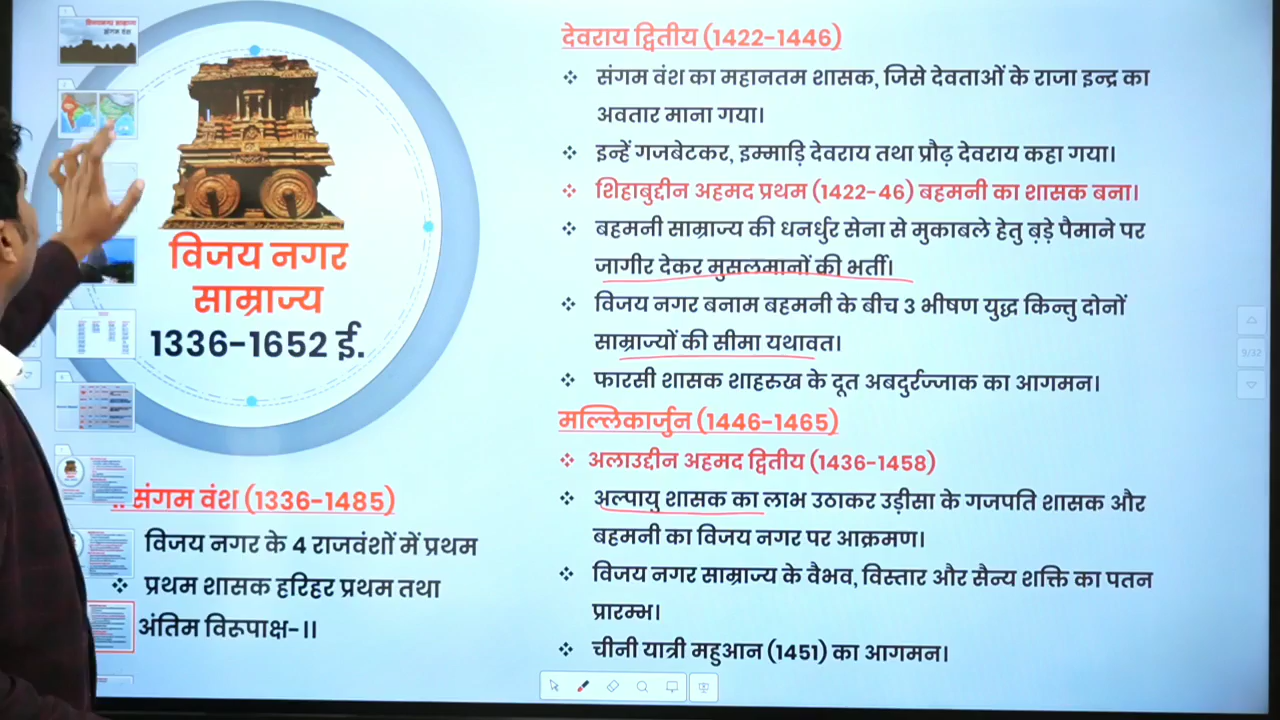 विजय नगर
साम्राज्य
1336-1652 ई.
संगम वंश (1336-1485)
विजय नगर के 4 राजवंशों में प्रथम
प्रथम शासक हरिहर प्रथम तथा
अंतिम विरूपाक्ष-II
देवराय द्वितीय (1422-1446)
संगम वंश का महानतम शासक, जिसे देवताओं के राजा इन्द्र का
अवतार माना गया।
इन्हें गजबेटकर, इम्माड़ि देवराय तथा प्रौढ़ देवराय कहा गया।
शिहाबुद्दीन अहमद प्रथम (1422-46) बहमनी का शासक बना।
बहमनी साम्राज्य की धनर्धुर सेना से मुकाबले हेतु बड़े पैमाने पर
जागीर देकर मुसलमानों की भर्ती।
विजय नगर बनाम बहमनी के बीच 3 भीषण युद्ध किन्तु दोनों
साम्राज्यों की सीमा यथावत।
फारसी शासक शाहरुख के दूत अबदुर्रज्जाक का आगमन।
मल्लिकार्जुन (1446-1465)
अलाउद्दीन अहमद द्वितीय (1436-1458)
अल्पायु शासक का लाभ उठाकर उड़ीसा के गजपति शासक और
बहमनी का विजय नगर पर आक्रमण।
विजय नगर साम्राज्य के वैभव, विस्तार और सैन्य शक्ति का पतन
प्रारम्भ।
चीनी यात्री महुआन (1451) का आगमन।
9/32